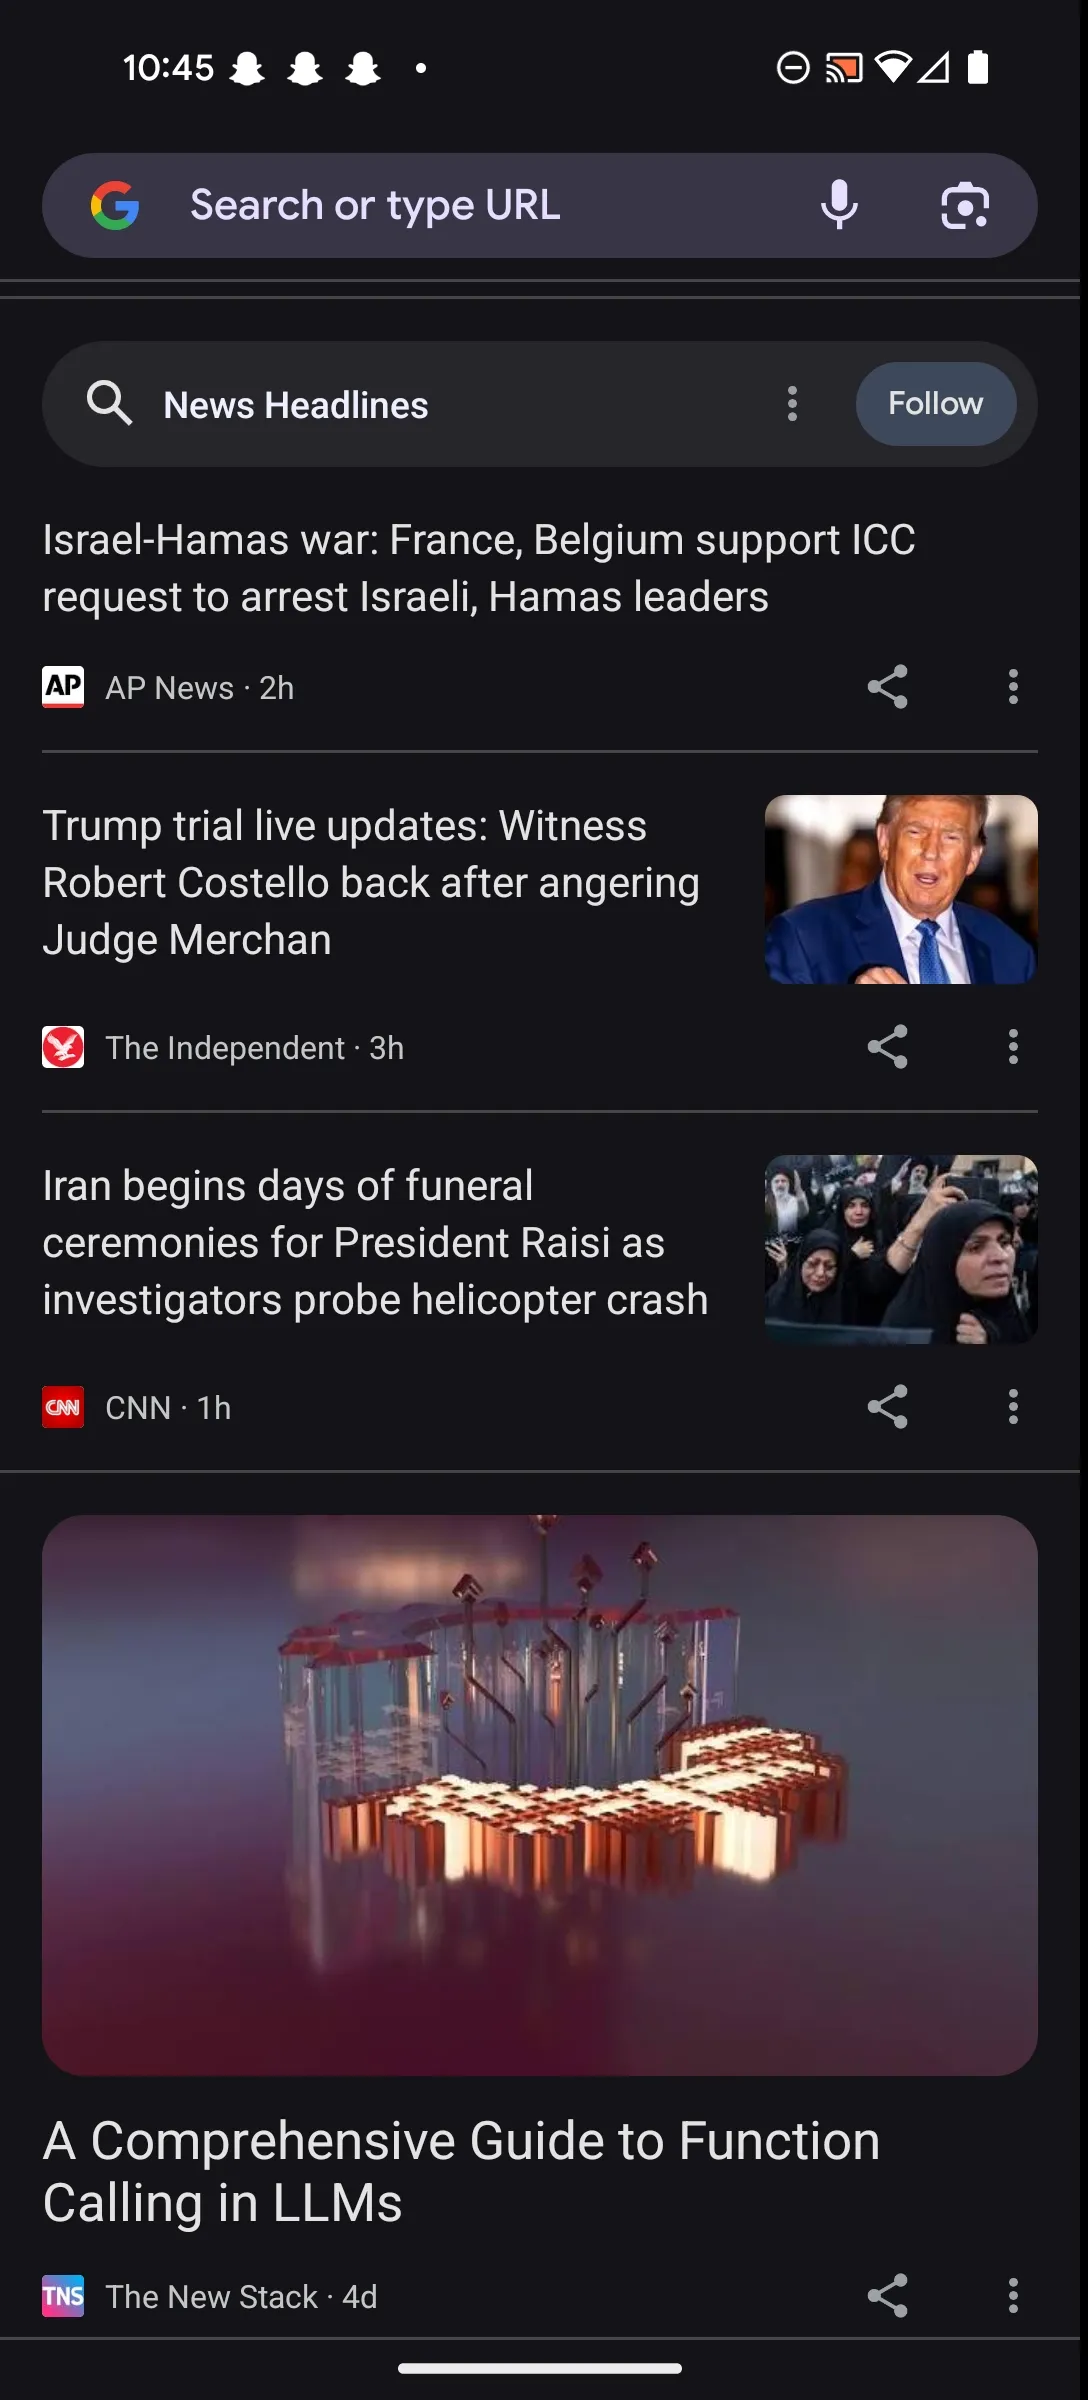 10:45
Search or type URL
News Headlines
Follow
Israel-Hamas war: France, Belgium support ICC
request to arrest Israeli, Hamas leaders
AP
AP News · 2h
Trump trial live updates: Witness
Robert Costello back after angering
Judge Merchan
The Independent · 3h
Iran begins days of funeral
ceremonies for President Raisi as
investigators probe helicopter crash
CNN
CNN · 1h
A Comprehensive Guide to Function
Calling in LLMs
TNS
The New Stack · 4d